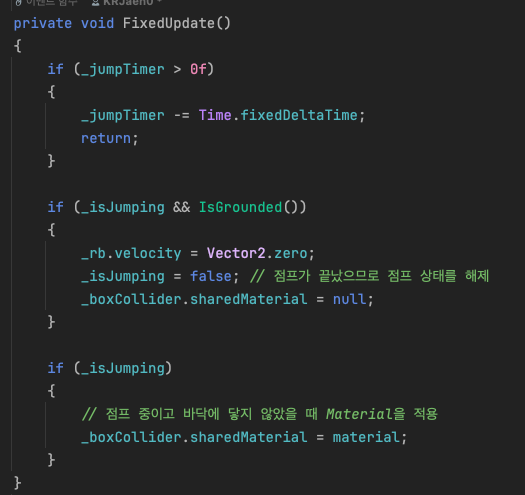 이벤트 함수 KRJaeho *
private void FixedUpdate()
{
if (_jumpTimer > 0f)
{
_jumpTimer -= Time.fixedDeltaTime;
return;
}
if (_isJumping && IsGrounded())
{
_rb.velocity = Vector2.zero;
_isJumping = false; // 점프가 끝났으므로 점프 상태를 해제
_boxCollider.sharedMaterial = null;
}
if (_isJumping)
{
// 점프 중이고 바닥에 닿지 않았을 때 Material을 적용
_boxCollider.sharedMaterial = material;
}
}